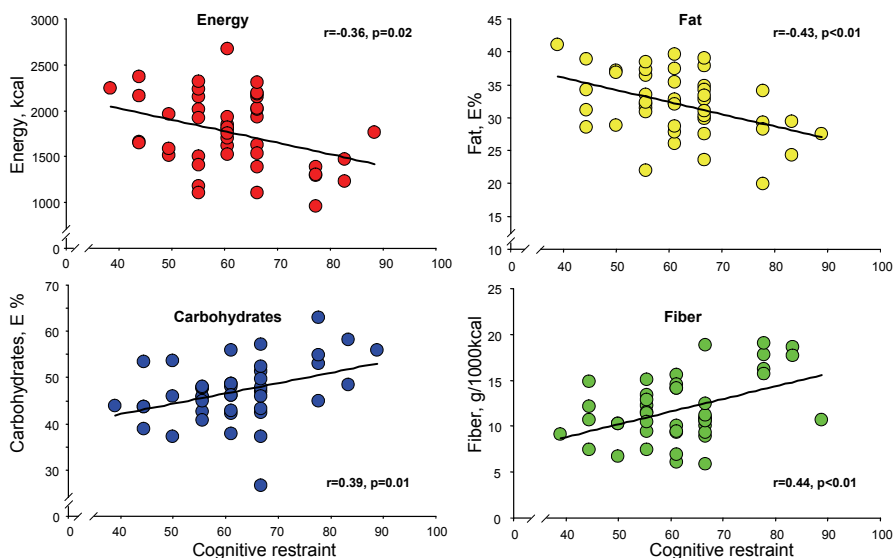 Energy
r=-0.36, p=0.02
Energy, kcal
3000
2500
2000
1500
1000
0
0 40 50 60 70 80 90 100
Fat
r=-0.43, p<0.01
Fat, E%
45
40
35
30
25
20
15
10
0 40 50 60 70 80 90 100
Carbohydrates
r=0.39, p=0.01
Carbohydrates, E %
70
60
50
40
30
0
0 40 50 60 70 80 90 100
Cognitive restraint
Fiber
r=0.44, p<0.01
Fiber, g/1000kcal
25
20
15
10
5
0
0 40 50 60 70 80 90 100
Cognitive restraint